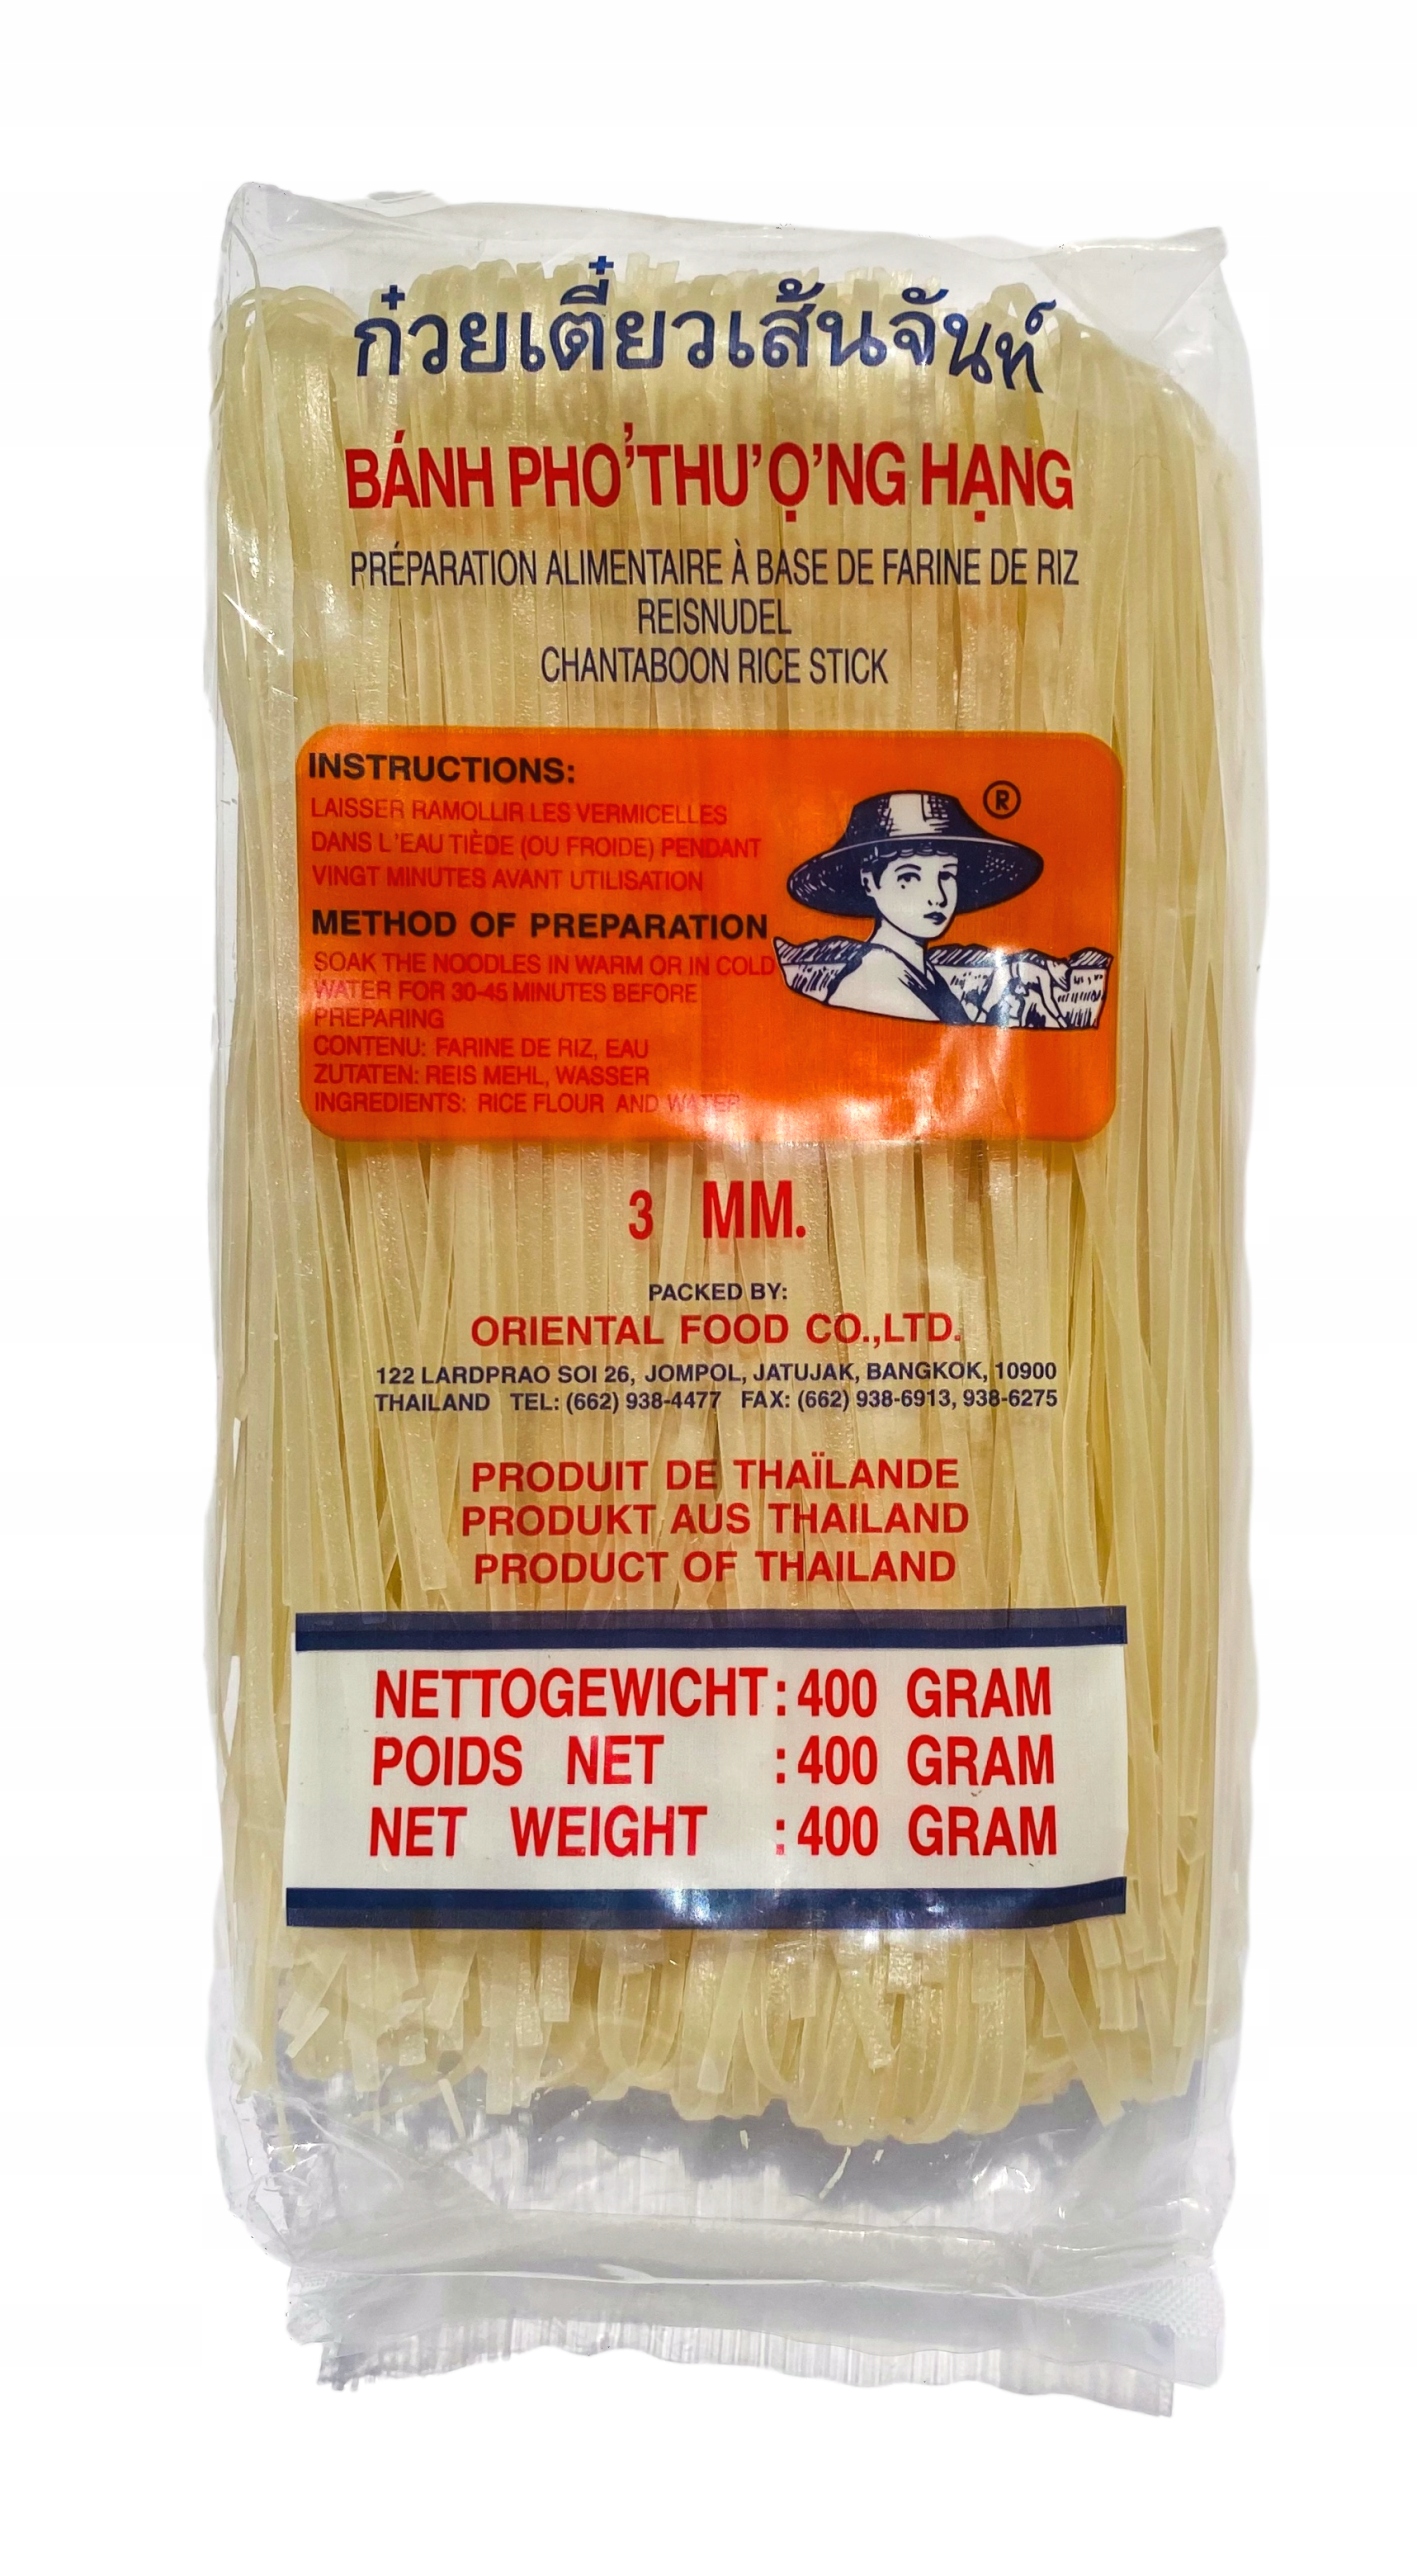 ก๋วยเตี๋ยวเส้นจันท์
BÁNH PHO'̉ THU'Ọ'NG HẠNG
PRÉPARATION ALIMENTAIRE À BASE DE FARINE DE RIZ
REISNUDEL
CHANTABOON RICE STICK
INSTRUCTIONS:
LAISSER RAMOLLIR LES VERMICELLES
DANS L'EAU TIÈDE (OU FROIDE) PENDANT
VINGT MINUTES AVANT UTILISATION
METHOD OF PREPARATION
SOAK THE NOODLES IN WARM OR IN COLD
WATER FOR 30-45 MINUTES BEFORE
PREPARING
CONTENU: FARINE DE RIZ, EAU
ZUTATEN: REIS MEHL, WASSER
INGREDIENTS: RICE FLOUR AND WATER
®
3 MM.
PACKED BY:
ORIENTAL FOOD CO.,LTD.
122 LARDPRAO SOI 26, JOMPOL, JATUJAK, BANGKOK, 10900
THAILAND TEL: (662) 938-4477 FAX: (662) 938-6913, 938-6275
PRODUIT DE THAÏLANDE
PRODUKT AUS THAILAND
PRODUCT OF THAILAND
NETTOGEWICHT: 400 GRAM
POIDS NET : 400 GRAM
NET WEIGHT : 400 GRAM